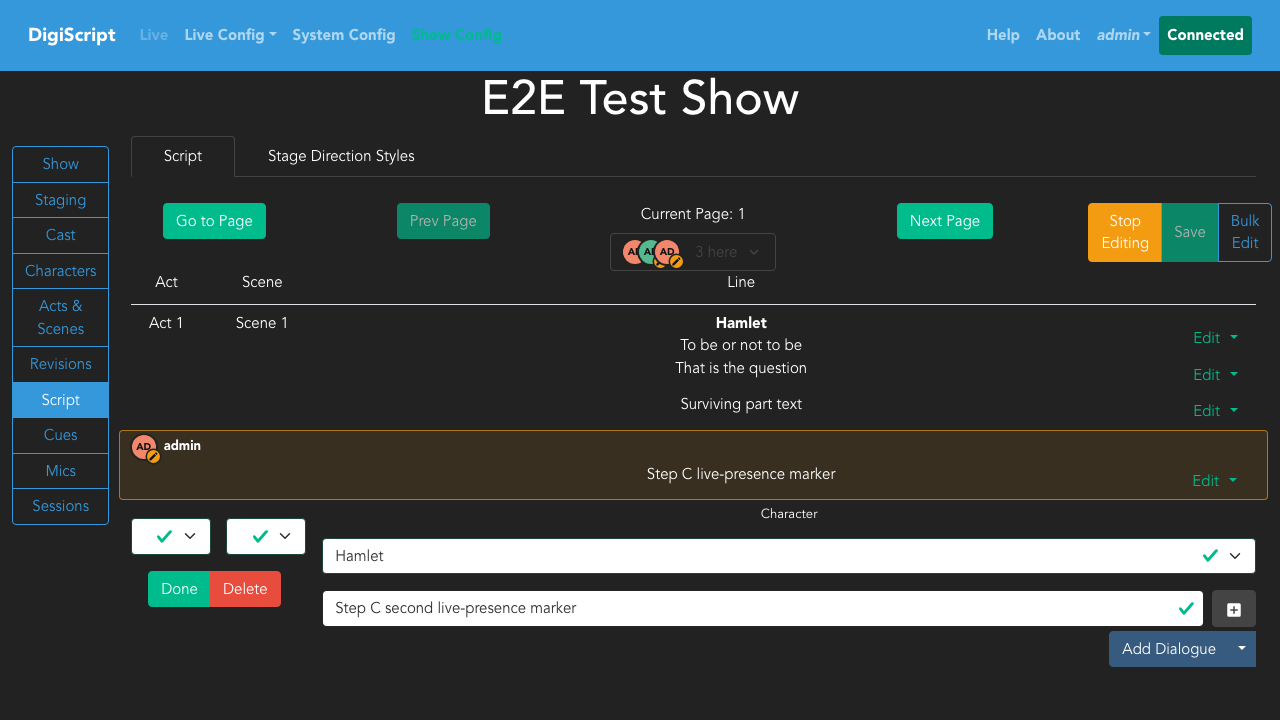 DigiScript Live Live Config System Config Show Config Help About admin Connected
E2E Test Show
Show
Staging
Cast
Characters
Acts &
Scenes
Revisions
Script
Cues
Mics
Sessions
Script Stage Direction Styles
Go to Page Prev Page Current Page: 1 Next Page Stop Editing Save Bulk Edit
AD 3 here
Act Scene Line
Act 1 Scene 1 Hamlet
To be or not to be Edit
That is the question Edit
Surviving part text Edit
AD admin
Step C live-presence marker Edit
Character
Hamlet
Done Delete
Step C second live-presence marker
Add Dialogue